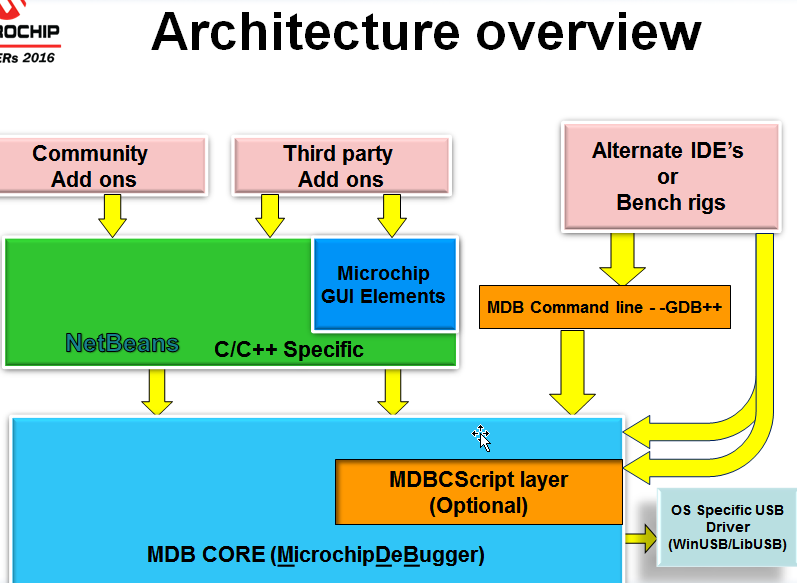 Architecture overview
ROCHIP
ERs 2016
Community
Add ons
Third party
Add ons
Alternate IDE's
or
Bench rigs
Microchip
GUI Elements
MDB Command line - -GDB++
NetBeans
C/C++ Specific
MDBCScript layer
(Optional)
OS Specific USB
Driver
(WinUSB/LibUSB)
MDB CORE (MicrochipDeBugger)